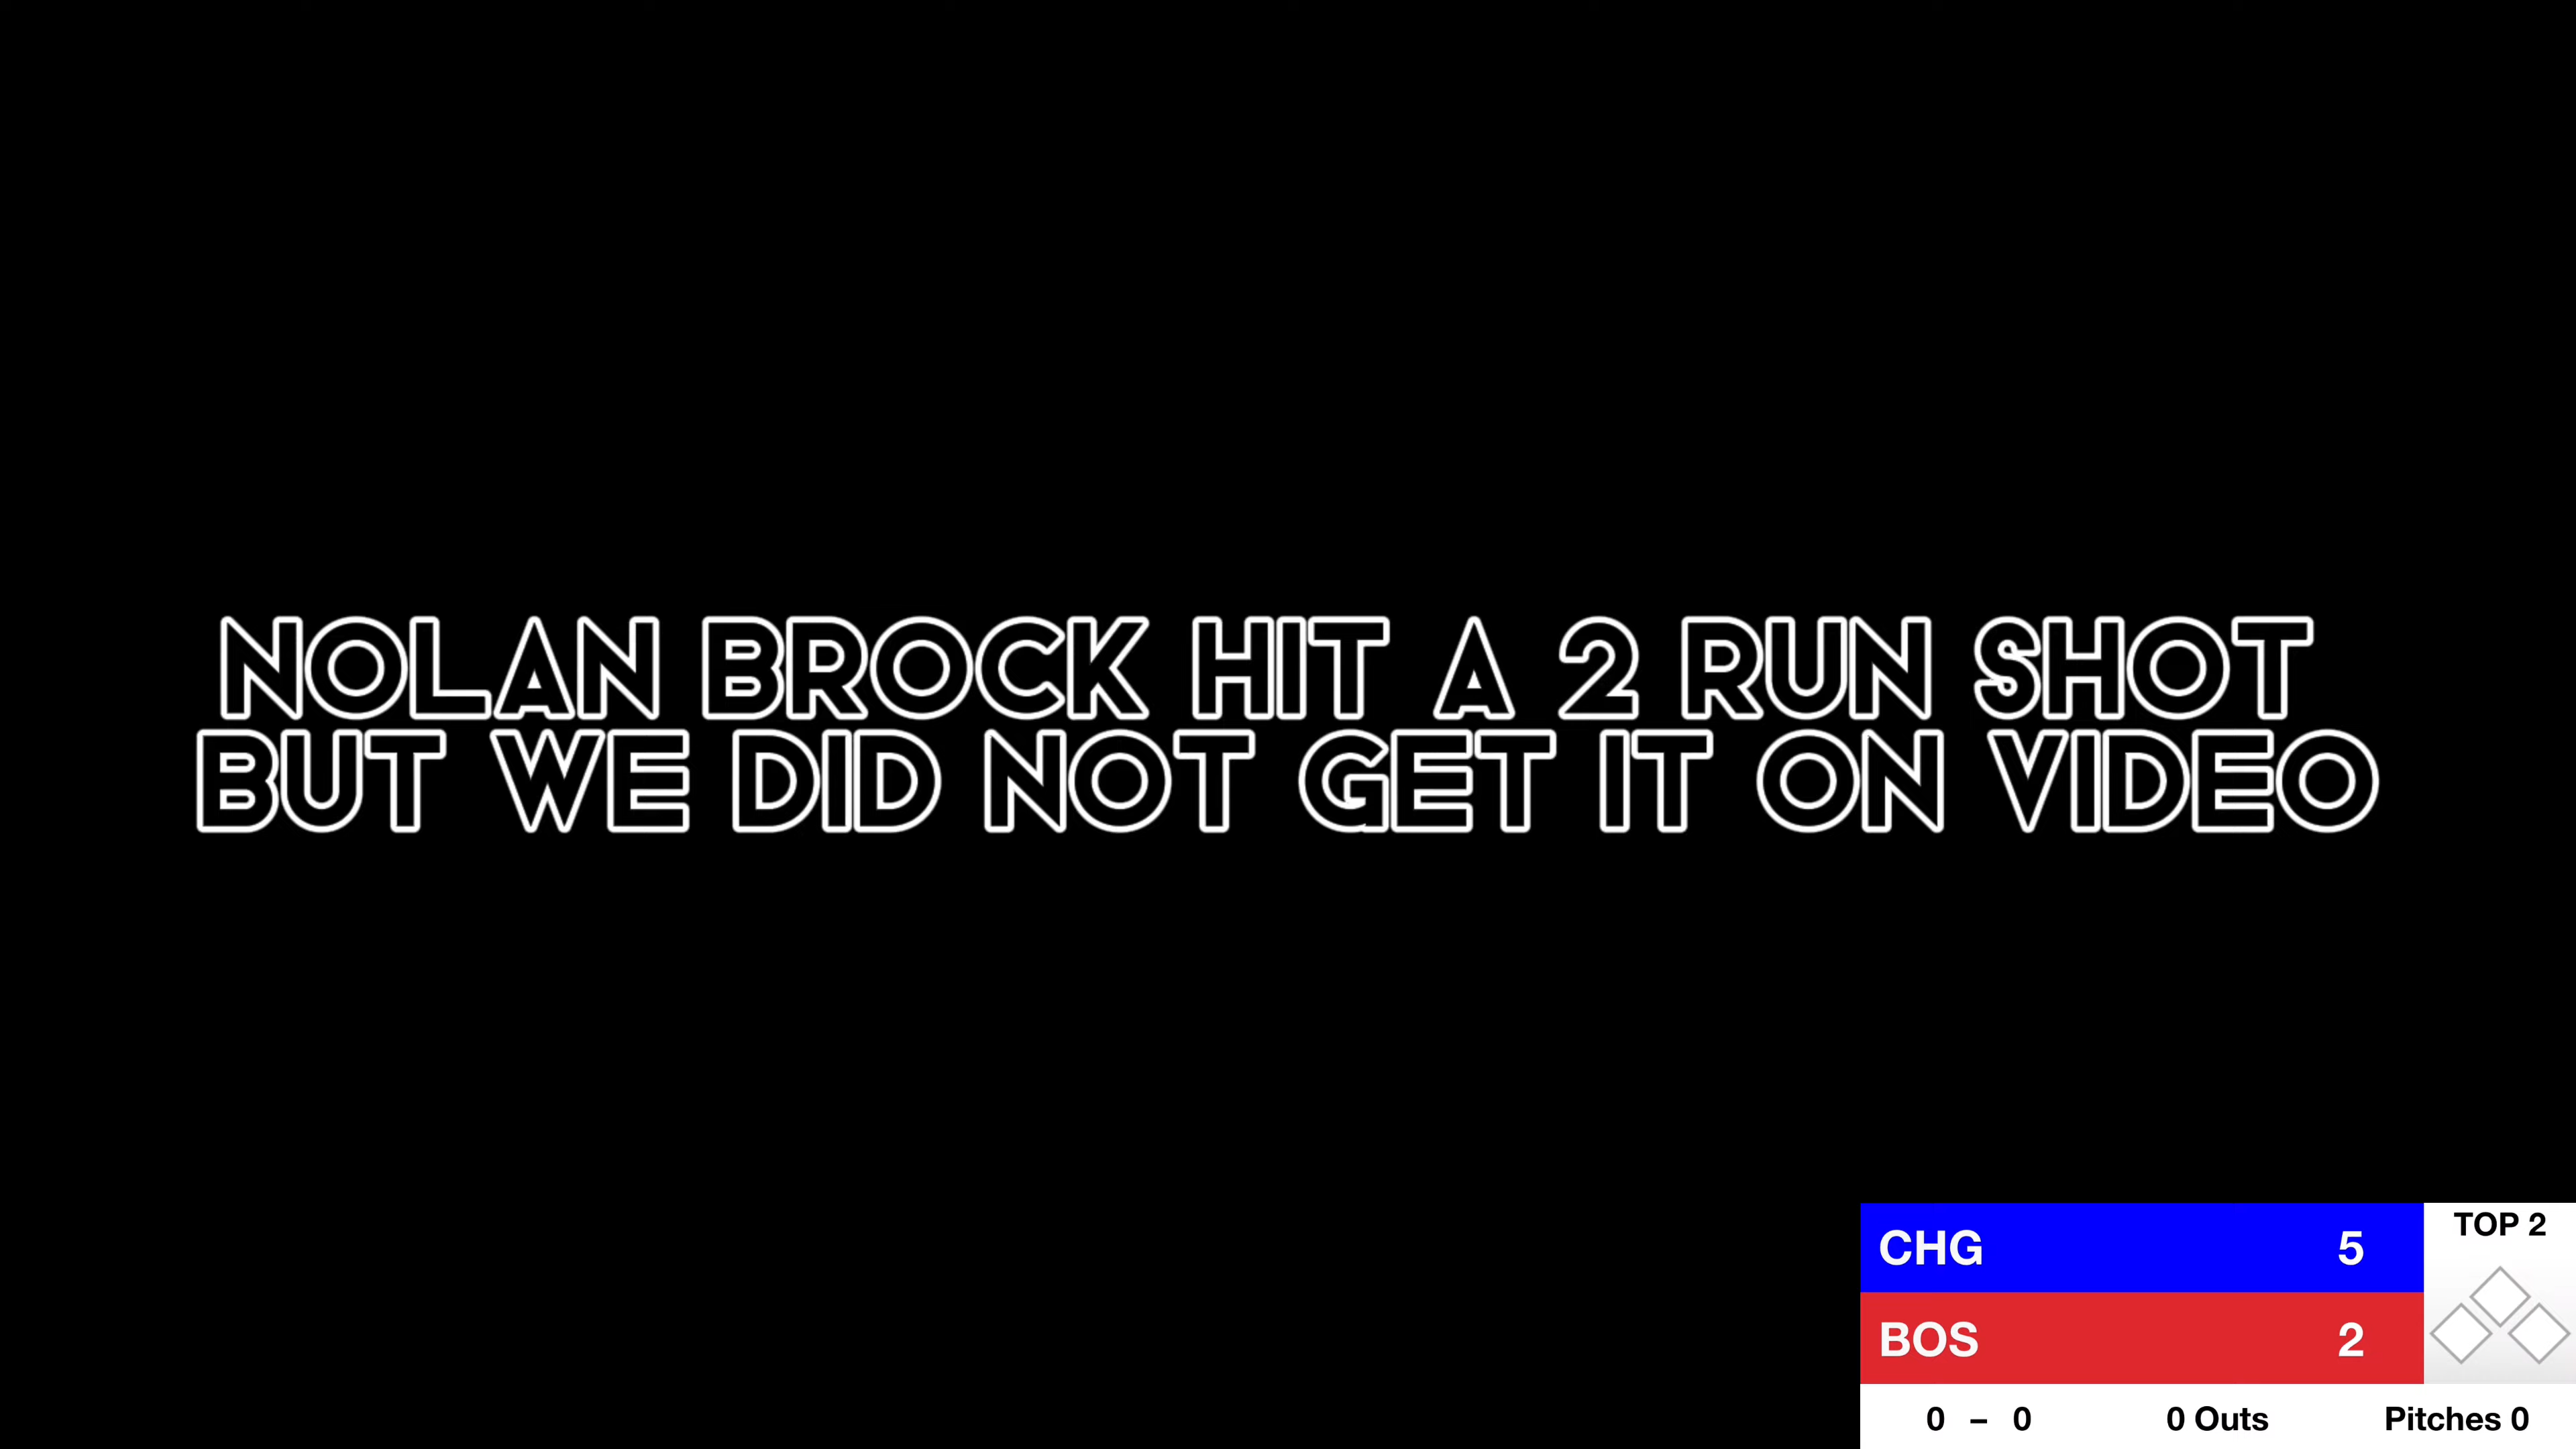 NOLAN BROCK HIT A 2 RUN SHOT
BUT WE DID NOT GET IT ON VIDEO
CHG 5
BOS 2
TOP 2
0 – 0 0 Outs Pitches 0